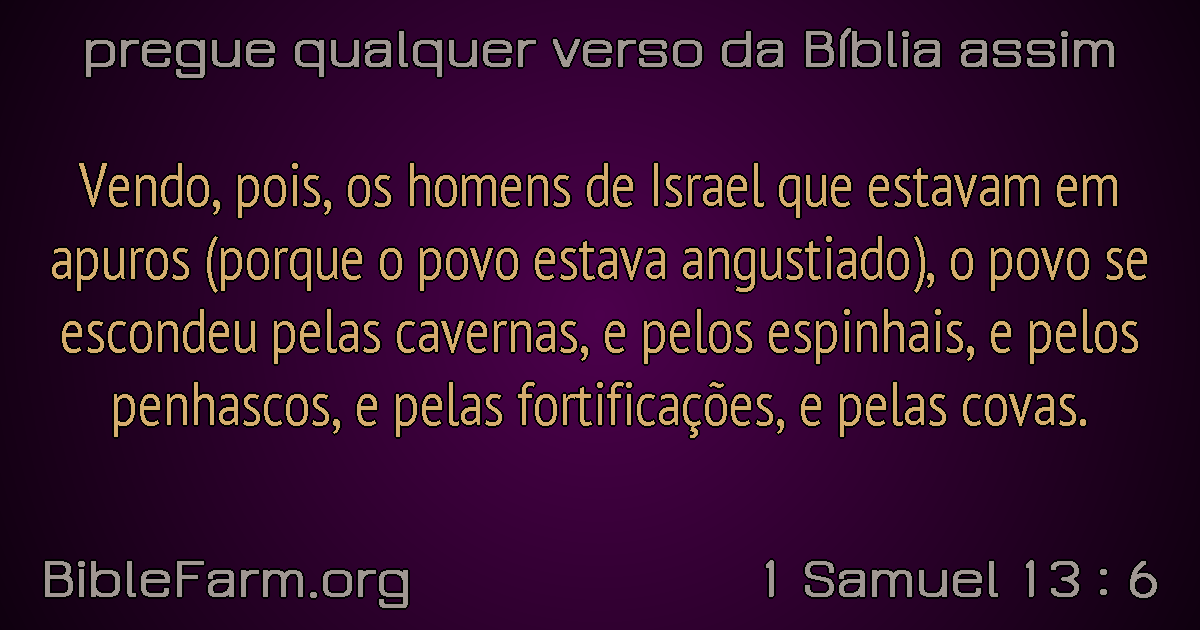 pregue qualquer verso da Bíblia assim
Vendo, pois, os homens de Israel que estavam em
apuros (porque o povo estava angustiado), o povo se
escondeu pelas cavernas, e pelos espinhais, e pelos
penhascos, e pelas fortificações, e pelas covas.
BibleFarm.org
1 Samuel 13 : 6